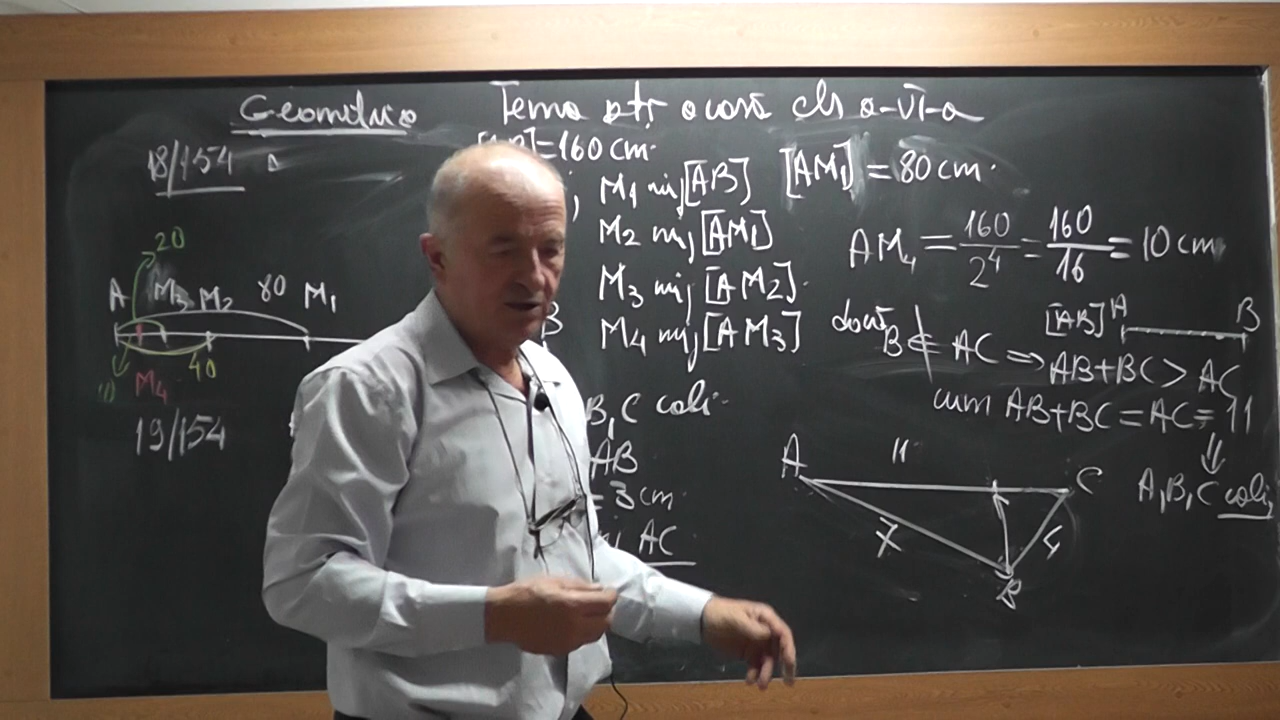 Geometrie Temă ptr acasă cls a-VI-a
18/154
[AB]=160 cm.
M1 mij [AB] [AM1] = 80 cm.
M2 mij [AM1]
M3 mij [AM2].
M4 mij [AM3]
AM4 = 160/2^4 = 160/16 = 10 cm
20
A M3 M2 80 M1 B
10 M4 40
dacă B ∉ AC ⇒ AB+BC > AC
[AB] A B
cum AB+BC = AC = 11
⇓
A,B,C coli.
19/154
B,C coli.
AB
= 3 cm
mij AC
A 11 C
7 4
B